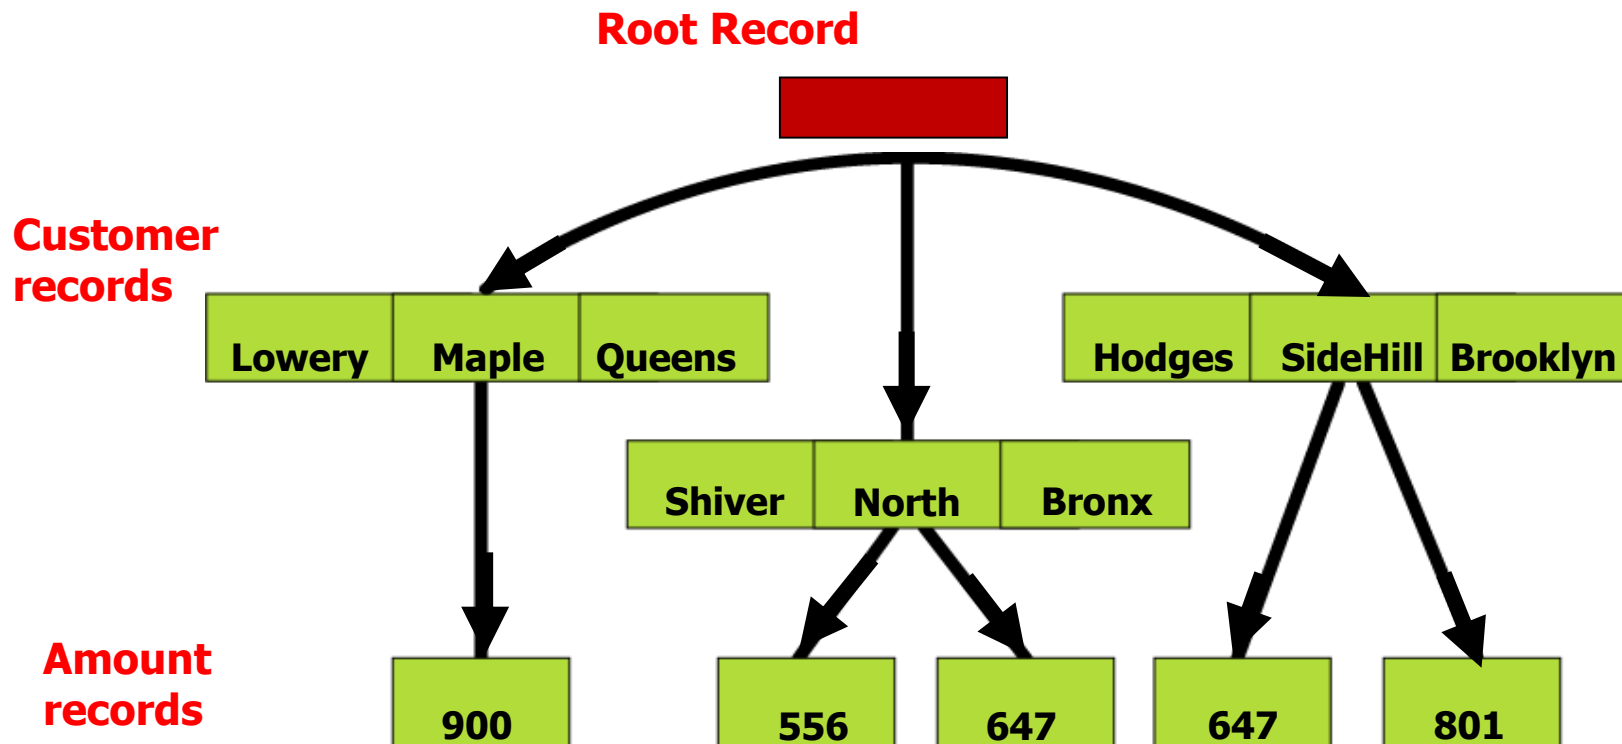 Root Record
Customer
records
Lowery Maple Queens
Hodges SideHill Brooklyn
Shiver North Bronx
Amount
records
900 556 647 647 801